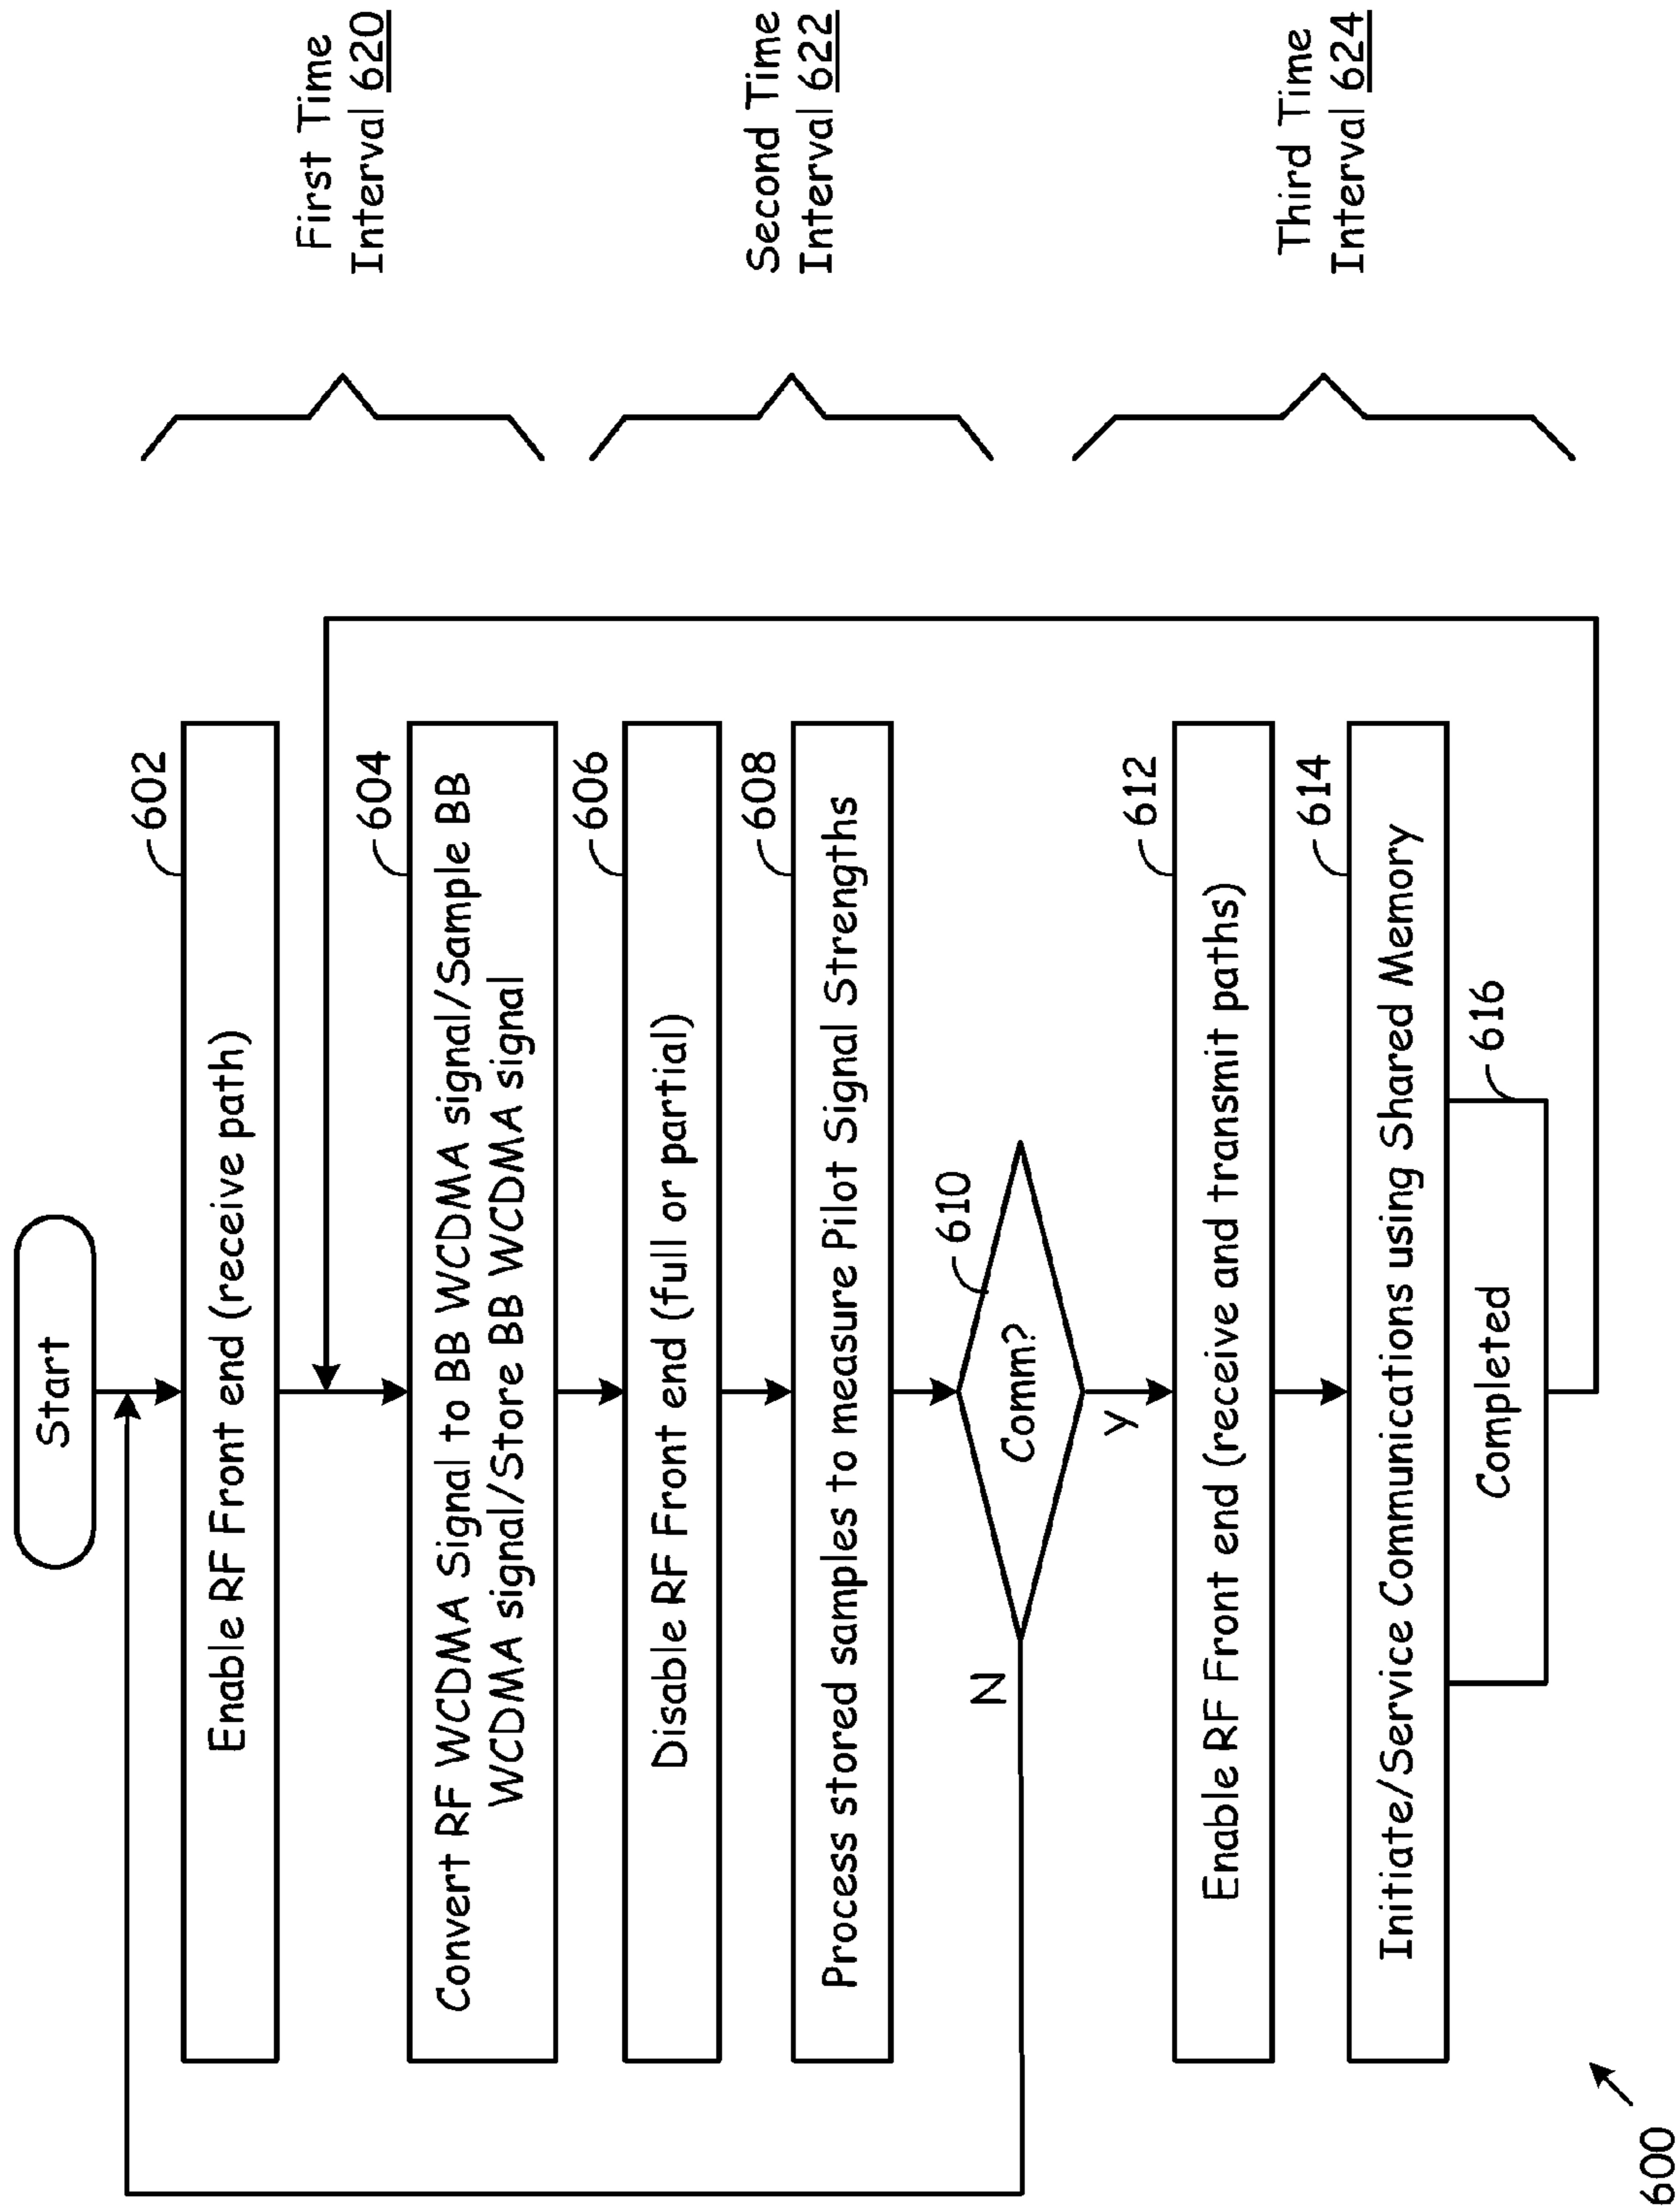 Start
602
Enable RF Front end (receive path)
First Time
Interval 620
604
Convert RF WCDMA Signal to BB WCDMA signal/Sample BB
WCDMA signal/Store BB WCDMA signal
606
Disable RF Front end (full or partial)
Second Time
Interval 622
608
Process stored samples to measure Pilot Signal Strengths
610
Comm?
N
Y
612
Enable RF Front end (receive and transmit paths)
Third Time
Interval 624
614
Initiate/Service Communications using Shared Memory
616
Completed
600